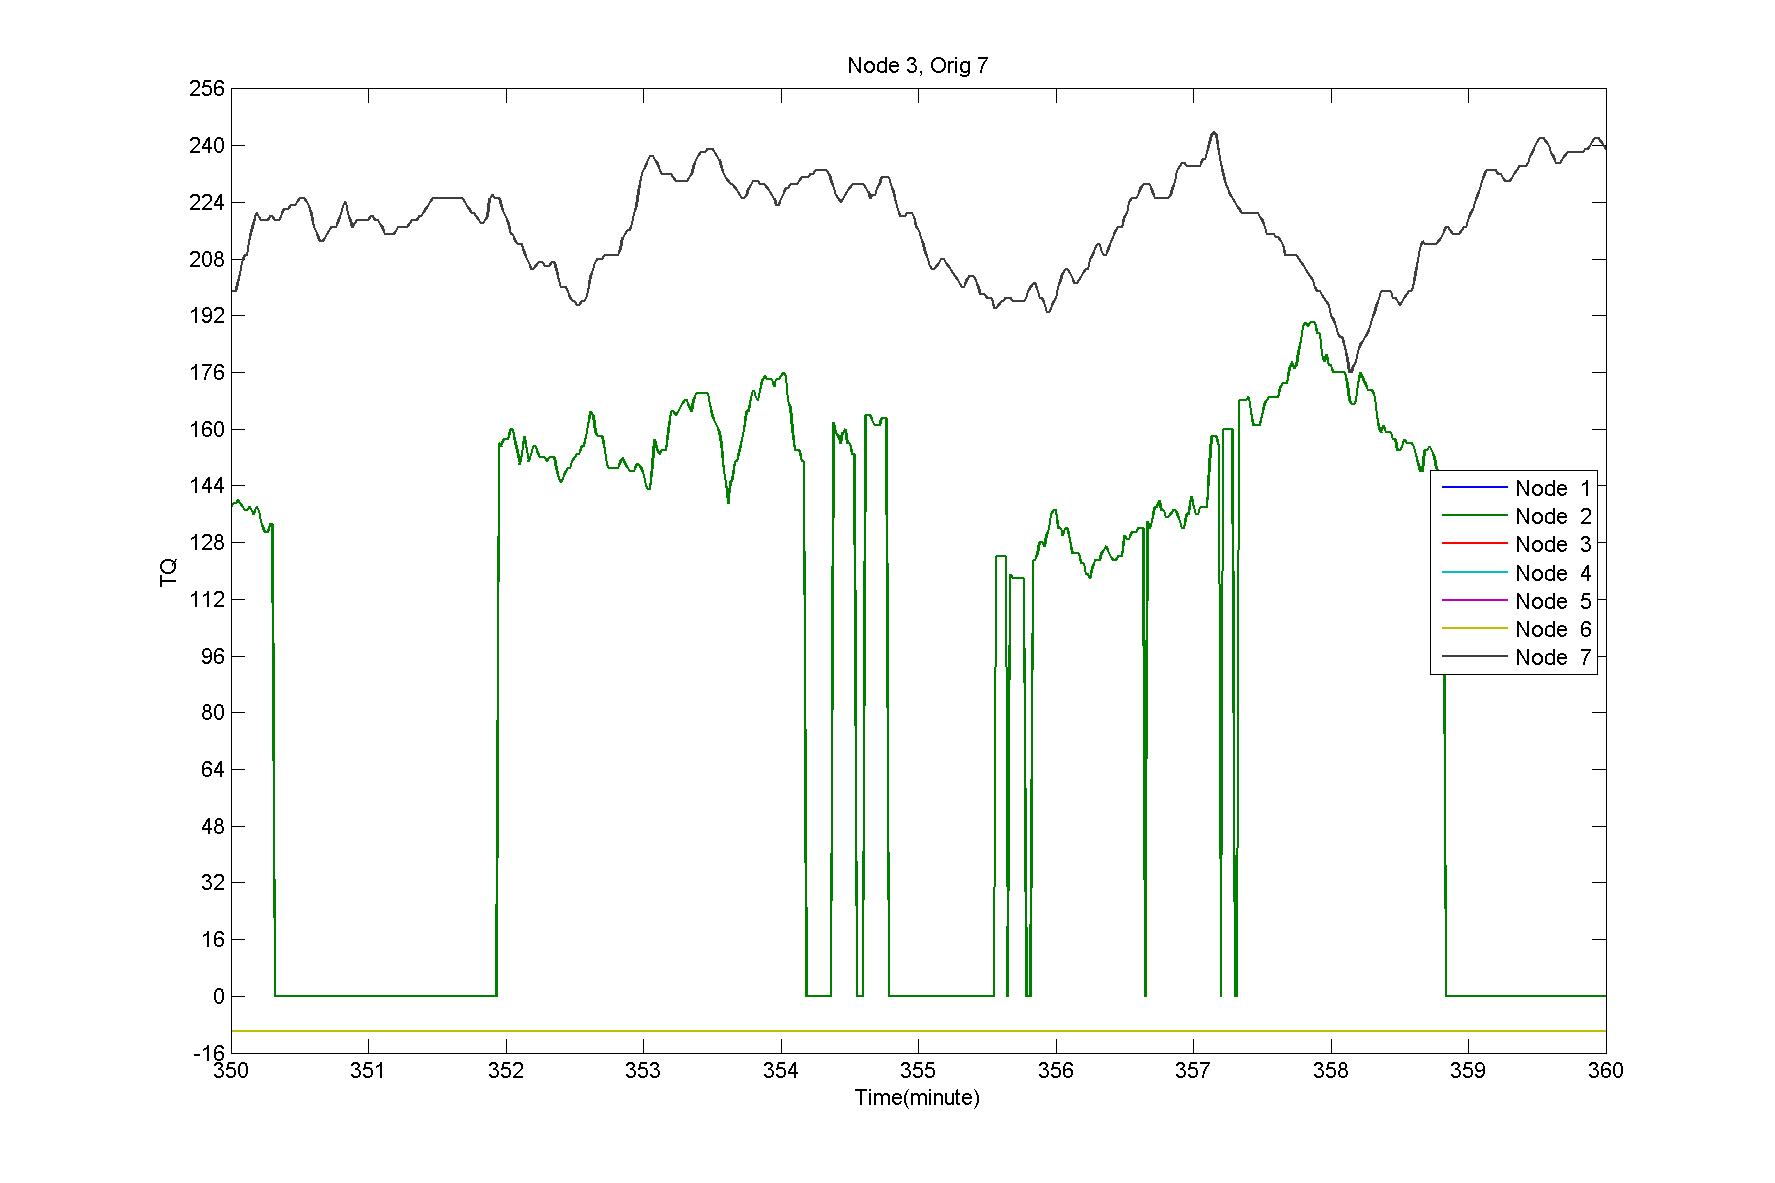 Node 3, Orig 7
256
240
224
208
192
176
160
144
128
112
96
80
64
48
32
16
0
-16
TQ
350 351 352 353 354 355 356 357 358 359 360
Time(minute)
Node 1
Node 2
Node 3
Node 4
Node 5
Node 6
Node 7